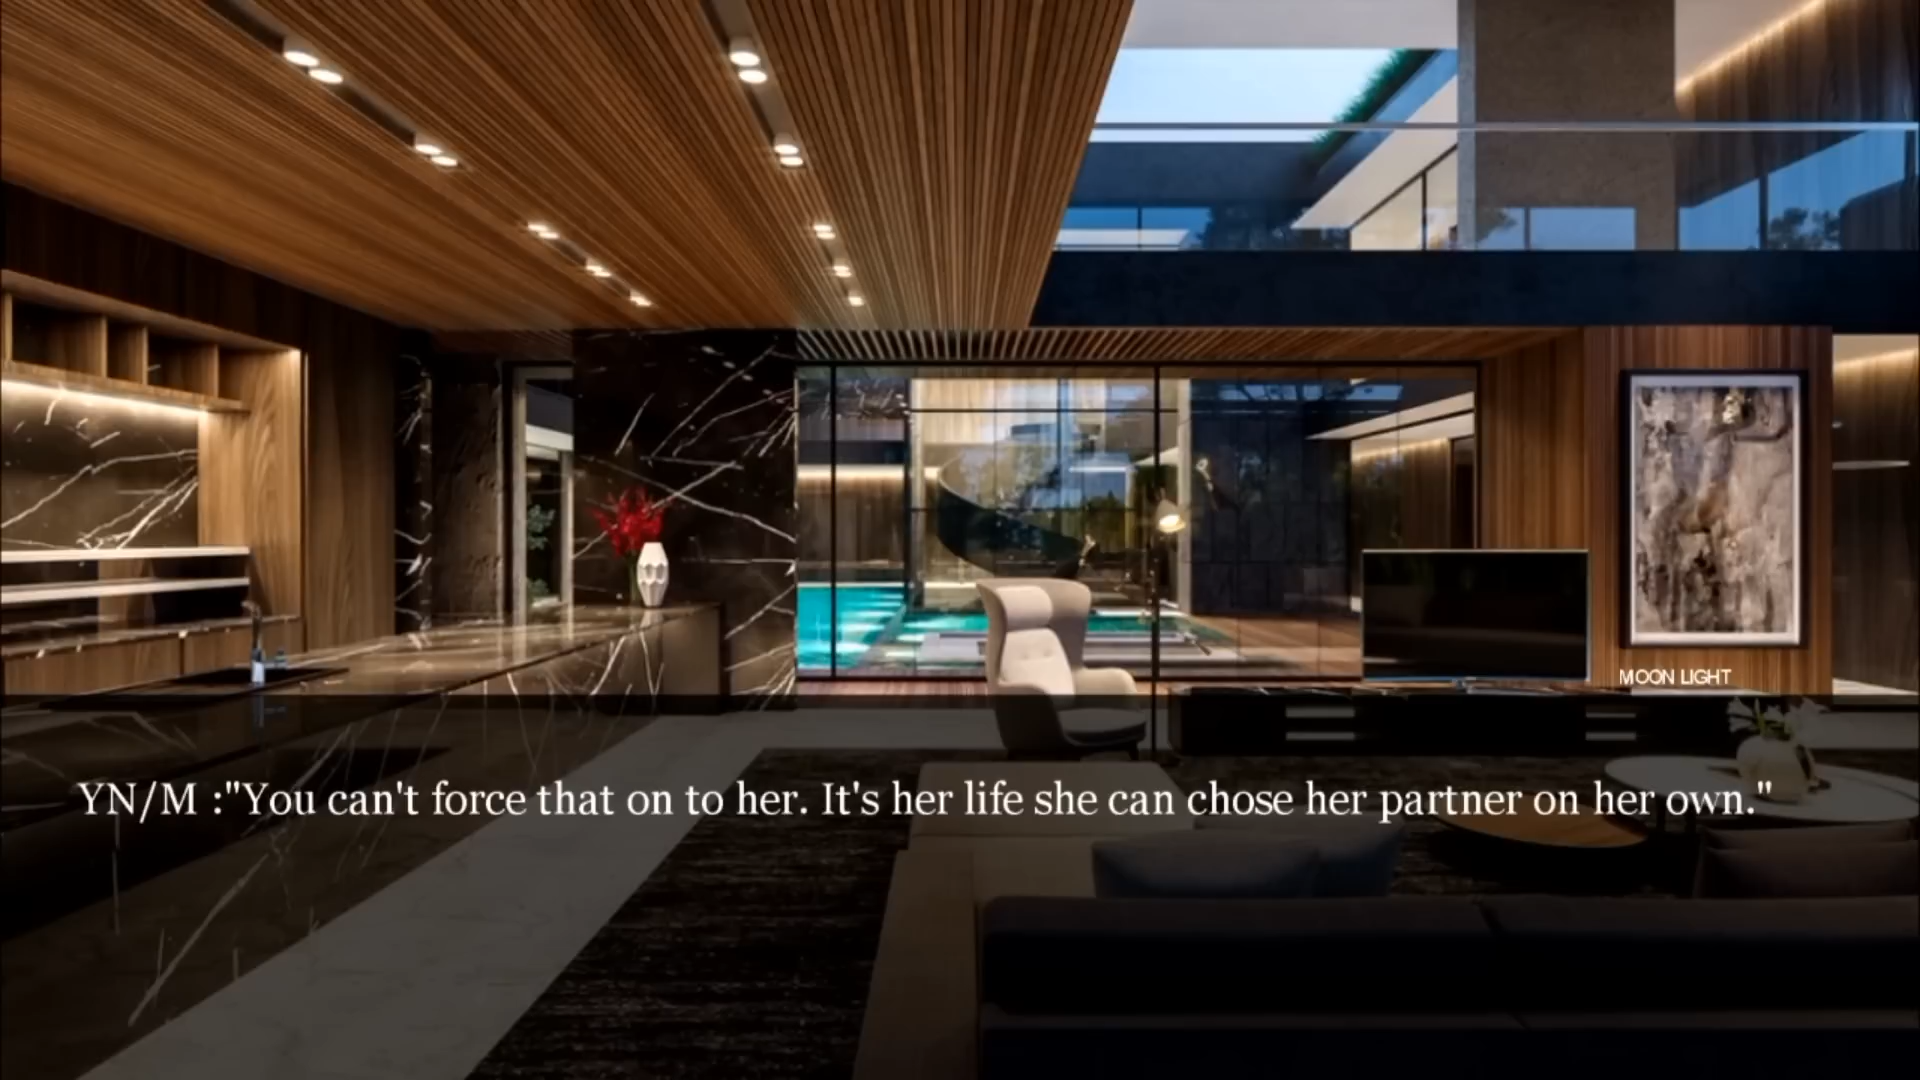 MOON LIGHT
YN/M :"You can't force that on to her. It's her life she can chose her partner on her own."